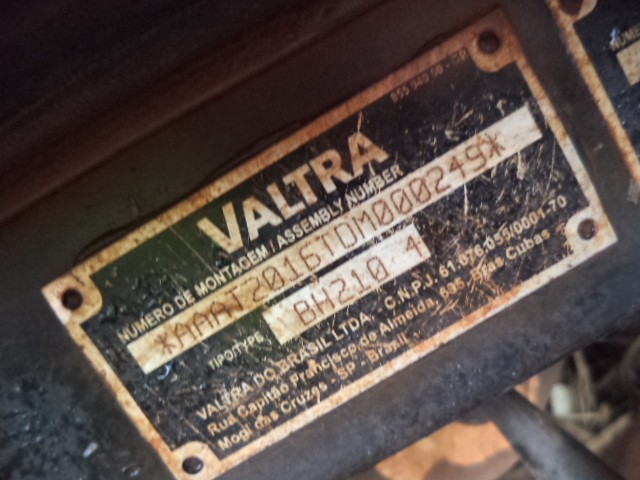 VALTRA
NÚMERO DE MONTAGEM / ASSEMBLY NUMBER
*AAAT2016TDM000249*
TIPO/TYPE BH210 4
VALTRA DO BRASIL LTDA. - C.N.P.J. 61.076.055/0001-70
Rua Capitão Francisco de Almeida, 695 - Brás Cubas
Mogi das Cruzes - SP - Brasil